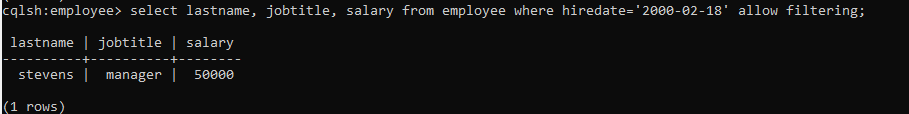 cqlsh:employee> select lastname, jobtitle, salary from employee where hiredate='2000-02-18' allow filtering;
 lastname | jobtitle | salary
----------+----------+--------
  stevens |  manager |  50000
(1 rows)